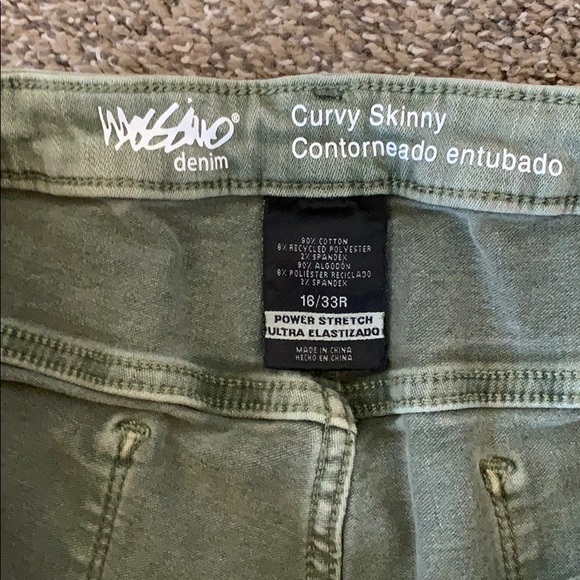 Mossimo®
denim
Curvy Skinny
Contorneado entubado
90% COTTON
8% RECYCLED POLYESTER
2% SPANDEX
90% ALGODÓN
8% POLIÉSTER RECICLADO
2% SPANDEX
16/33R
POWER STRETCH
ULTRA ELASTIZADO
MADE IN CHINA
HECHO EN CHINA